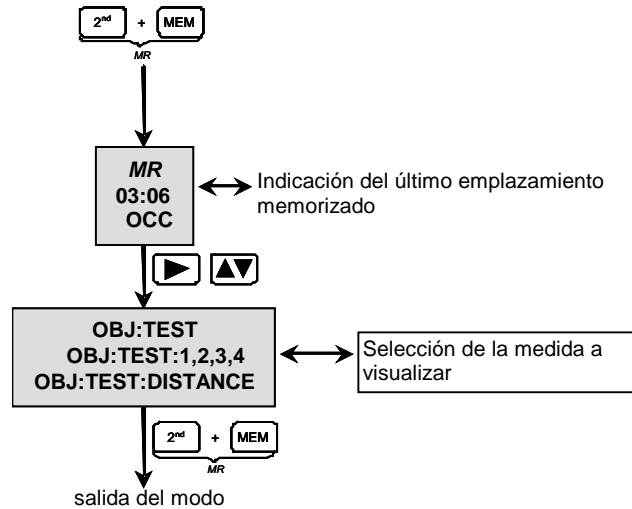 2nd + MEM
MR
MR
03:06
OCC
Indicación del último emplazamiento
memorizado
OBJ:TEST
OBJ:TEST:1,2,3,4
OBJ:TEST:DISTANCE
Selección de la medida a
visualizar
2nd + MEM
MR
salida del modo